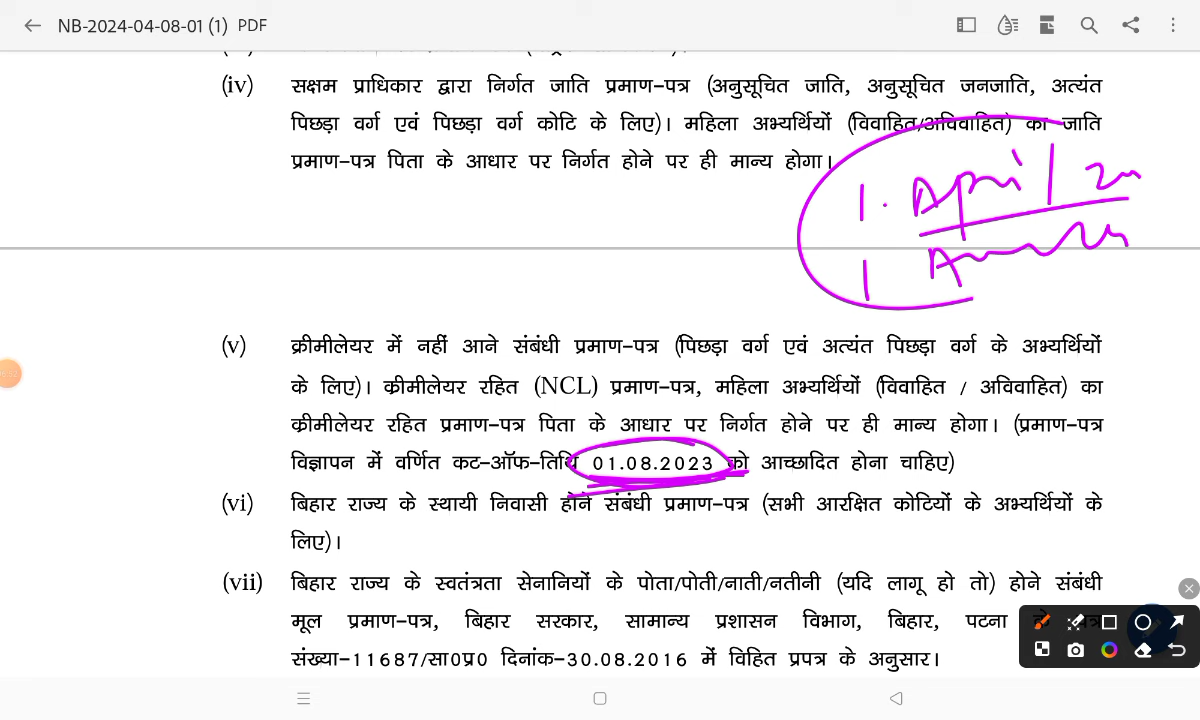 NB-2024-04-08-01 (1) PDF
(iv) सक्षम प्राधिकार द्वारा निर्गत जाति प्रमाण-पत्र (अनुसूचित जाति, अनुसूचित जनजाति, अत्यंत
पिछड़ा वर्ग एवं पिछड़ा वर्ग कोटि के लिए)। महिला अभ्यर्थियों (विवाहित/अविवाहित) का जाति
प्रमाण-पत्र पिता के आधार पर निर्गत होने पर ही मान्य होगा।
1. April
1
(v) क्रीमीलेयर में नहीं आने संबंधी प्रमाण-पत्र (पिछड़ा वर्ग एवं अत्यंत पिछड़ा वर्ग के अभ्यर्थियों
के लिए)। क्रीमीलेयर रहित (NCL) प्रमाण-पत्र, महिला अभ्यर्थियों (विवाहित / अविवाहित) का
क्रीमीलेयर रहित प्रमाण-पत्र पिता के आधार पर निर्गत होने पर ही मान्य होगा। (प्रमाण-पत्र
विज्ञापन में वर्णित कट-ऑफ-तिथि 01.08.2023 को आच्छादित होना चाहिए)
(vi) बिहार राज्य के स्थायी निवासी होने संबंधी प्रमाण-पत्र (सभी आरक्षित कोटियों के अभ्यर्थियों के
लिए)।
(vii) बिहार राज्य के स्वतंत्रता सेनानियों के पोता/पोती/नाती/नतीनी (यदि लागू हो तो) होने संबंधी
मूल प्रमाण-पत्र, बिहार सरकार, सामान्य प्रशासन विभाग, बिहार, पटना
संख्या-11687/सा0प्र0 दिनांक-30.08.2016 में विहित प्रपत्र के अनुसार।